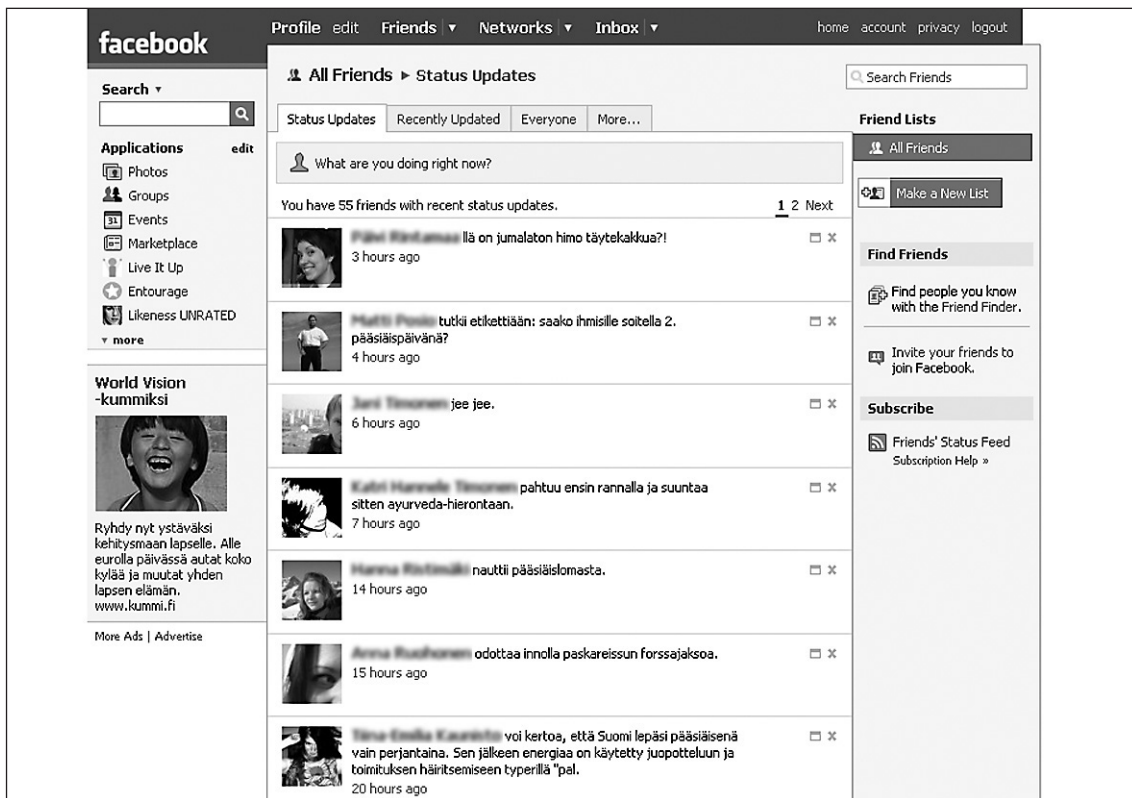 facebook
Profile edit Friends Networks Inbox home account privacy logout
Search
Applications edit
Photos
Groups
31 Events
Marketplace
Live It Up
Entourage
Likeness UNRATED
more
World Vision
-kummiksi
Ryhdy nyt ystäväksi
kehitysmaan lapselle. Alle
eurolla päivässä autat koko
kylää ja muutat yhden
lapsen elämän.
www.kummi.fi
More Ads | Advertise
All Friends ▸ Status Updates
Status Updates Recently Updated Everyone More...
What are you doing right now?
You have 55 friends with recent status updates. 1 2 Next
llä on jumalaton himo täytekakkua?!
3 hours ago
tutkii etikettiään: saako ihmisille soitella 2.
pääsiäispäivänä?
4 hours ago
jee jee.
6 hours ago
pahtuu ensin rannalla ja suuntaa
sitten ayurveda-hierontaan.
7 hours ago
nauttii pääsiäislomasta.
14 hours ago
odottaa innolla paskareissun forssajaksoa.
15 hours ago
voi kertoa, että Suomi lepäsi pääsiäisenä
vain perjantaina. Sen jälkeen energiaa on käytetty juopotteluun ja
toimituksen häiritsemiseen typerillä "pal.
20 hours ago
Search Friends
Friend Lists
All Friends
Make a New List
Find Friends
Find people you know
with the Friend Finder.
Invite your friends to
join Facebook.
Subscribe
Friends' Status Feed
Subscription Help »